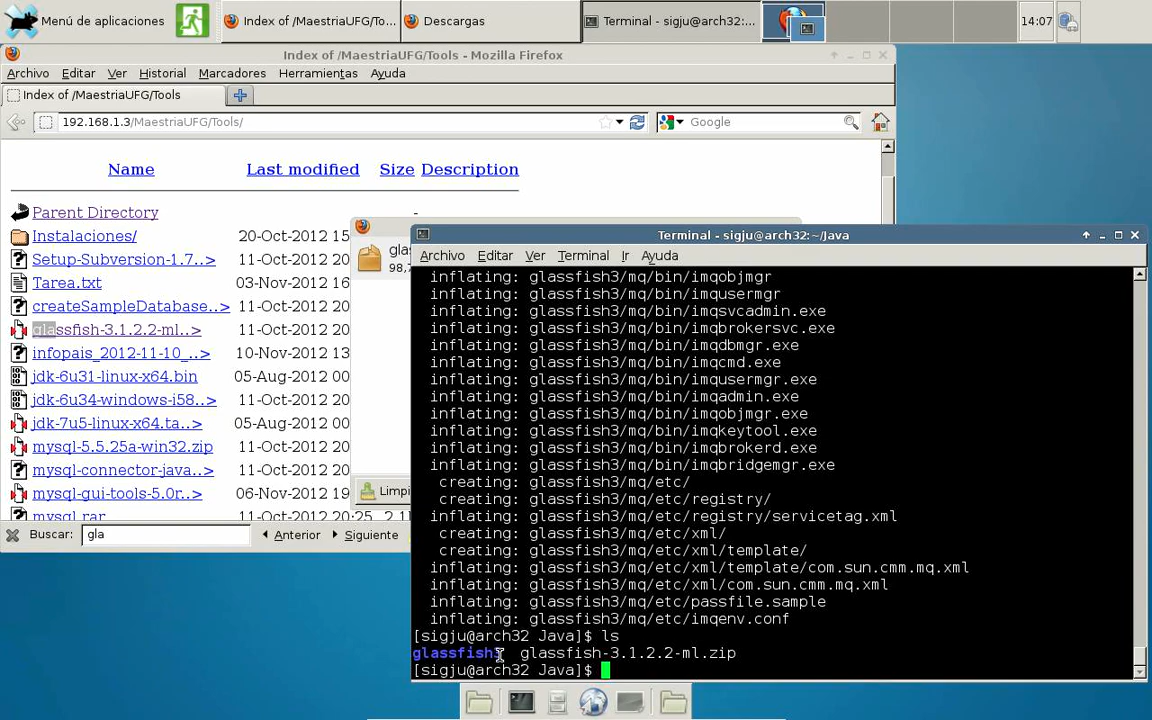 Menú de aplicaciones
Index of /MaestriaUFG/To...
Descargas
Terminal - sigju@arch32:...
14:07
Index of /MaestriaUFG/Tools - Mozilla Firefox
Archivo Editar Ver Historial Marcadores Herramientas Ayuda
Index of /MaestriaUFG/Tools
192.168.1.3/MaestriaUFG/Tools/
Google
Name Last modified Size Description
Parent Directory -
Instalaciones/ 20-Oct-2012 15
Setup-Subversion-1.7..> 11-Oct-2012 00
Tarea.txt 03-Nov-2012 16
createSampleDatabase..> 11-Oct-2012 00
glassfish-3.1.2.2-ml..> 11-Oct-2012 00
infopais_2012-11-10_..> 10-Nov-2012 13
jdk-6u31-linux-x64.bin 05-Aug-2012 00
jdk-6u34-windows-i58..> 11-Oct-2012 00
jdk-7u5-linux-x64.ta..> 05-Aug-2012 00
mysql-5.5.25a-win32.zip 11-Oct-2012 00
mysql-connector-java..> 11-Oct-2012 00
mysql-gui-tools-5.0r..> 06-Nov-2012 19
mysql.rar
Buscar: gla Anterior Siguiente
glas
98,7
Limpi
Terminal - sigju@arch32:~/Java
Archivo Editar Ver Terminal Ir Ayuda
inflating: glassfish3/mq/bin/imqobjmgr
inflating: glassfish3/mq/bin/imqusermgr
inflating: glassfish3/mq/bin/imqsvcadmin.exe
inflating: glassfish3/mq/bin/imqbrokersvc.exe
inflating: glassfish3/mq/bin/imqdbmgr.exe
inflating: glassfish3/mq/bin/imqcmd.exe
inflating: glassfish3/mq/bin/imqusermgr.exe
inflating: glassfish3/mq/bin/imqadmin.exe
inflating: glassfish3/mq/bin/imqobjmgr.exe
inflating: glassfish3/mq/bin/imqkeytool.exe
inflating: glassfish3/mq/bin/imqbrokerd.exe
inflating: glassfish3/mq/bin/imqbridgemgr.exe
creating: glassfish3/mq/etc/
creating: glassfish3/mq/etc/registry/
inflating: glassfish3/mq/etc/registry/servicetag.xml
creating: glassfish3/mq/etc/xml/
creating: glassfish3/mq/etc/xml/template/
inflating: glassfish3/mq/etc/xml/template/com.sun.cmm.mq.xml
inflating: glassfish3/mq/etc/xml/com.sun.cmm.mq.xml
inflating: glassfish3/mq/etc/passfile.sample
inflating: glassfish3/mq/etc/imqenv.conf
[sigju@arch32 Java]$ ls
glassfish3 glassfish-3.1.2.2-ml.zip
[sigju@arch32 Java]$